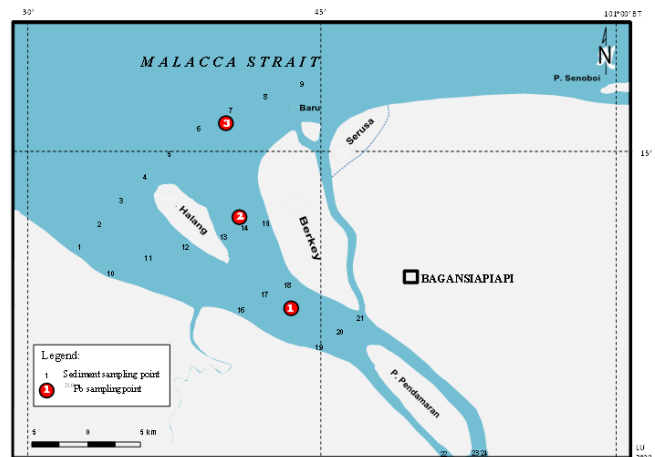 30'
45'
101°00' BT
MALACCA STRAIT
N
P. Senoboi
9
8
7
Baru
3
6
Serusa
5
15'
4
3
Halang
2
2
14
15
13
Berkey
1
12
11
10
BAGANSIAPIAPI
18
17
1
16
21
20
19
Legend:
1 Sediment sampling point
1 210Pb sampling point
P. Pendamaran
5 0 5 km
22
23 24
LU